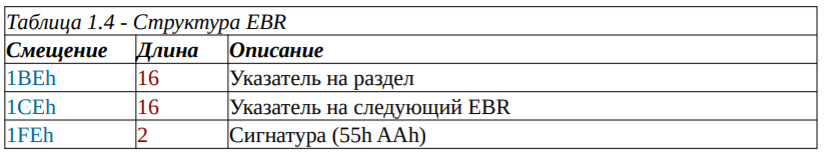 Таблица 1.4 - Структура EBR
Смещение Длина Описание
1BEh 16 Указатель на раздел
1CEh 16 Указатель на следующий EBR
1FEh 2 Сигнатура (55h AAh)